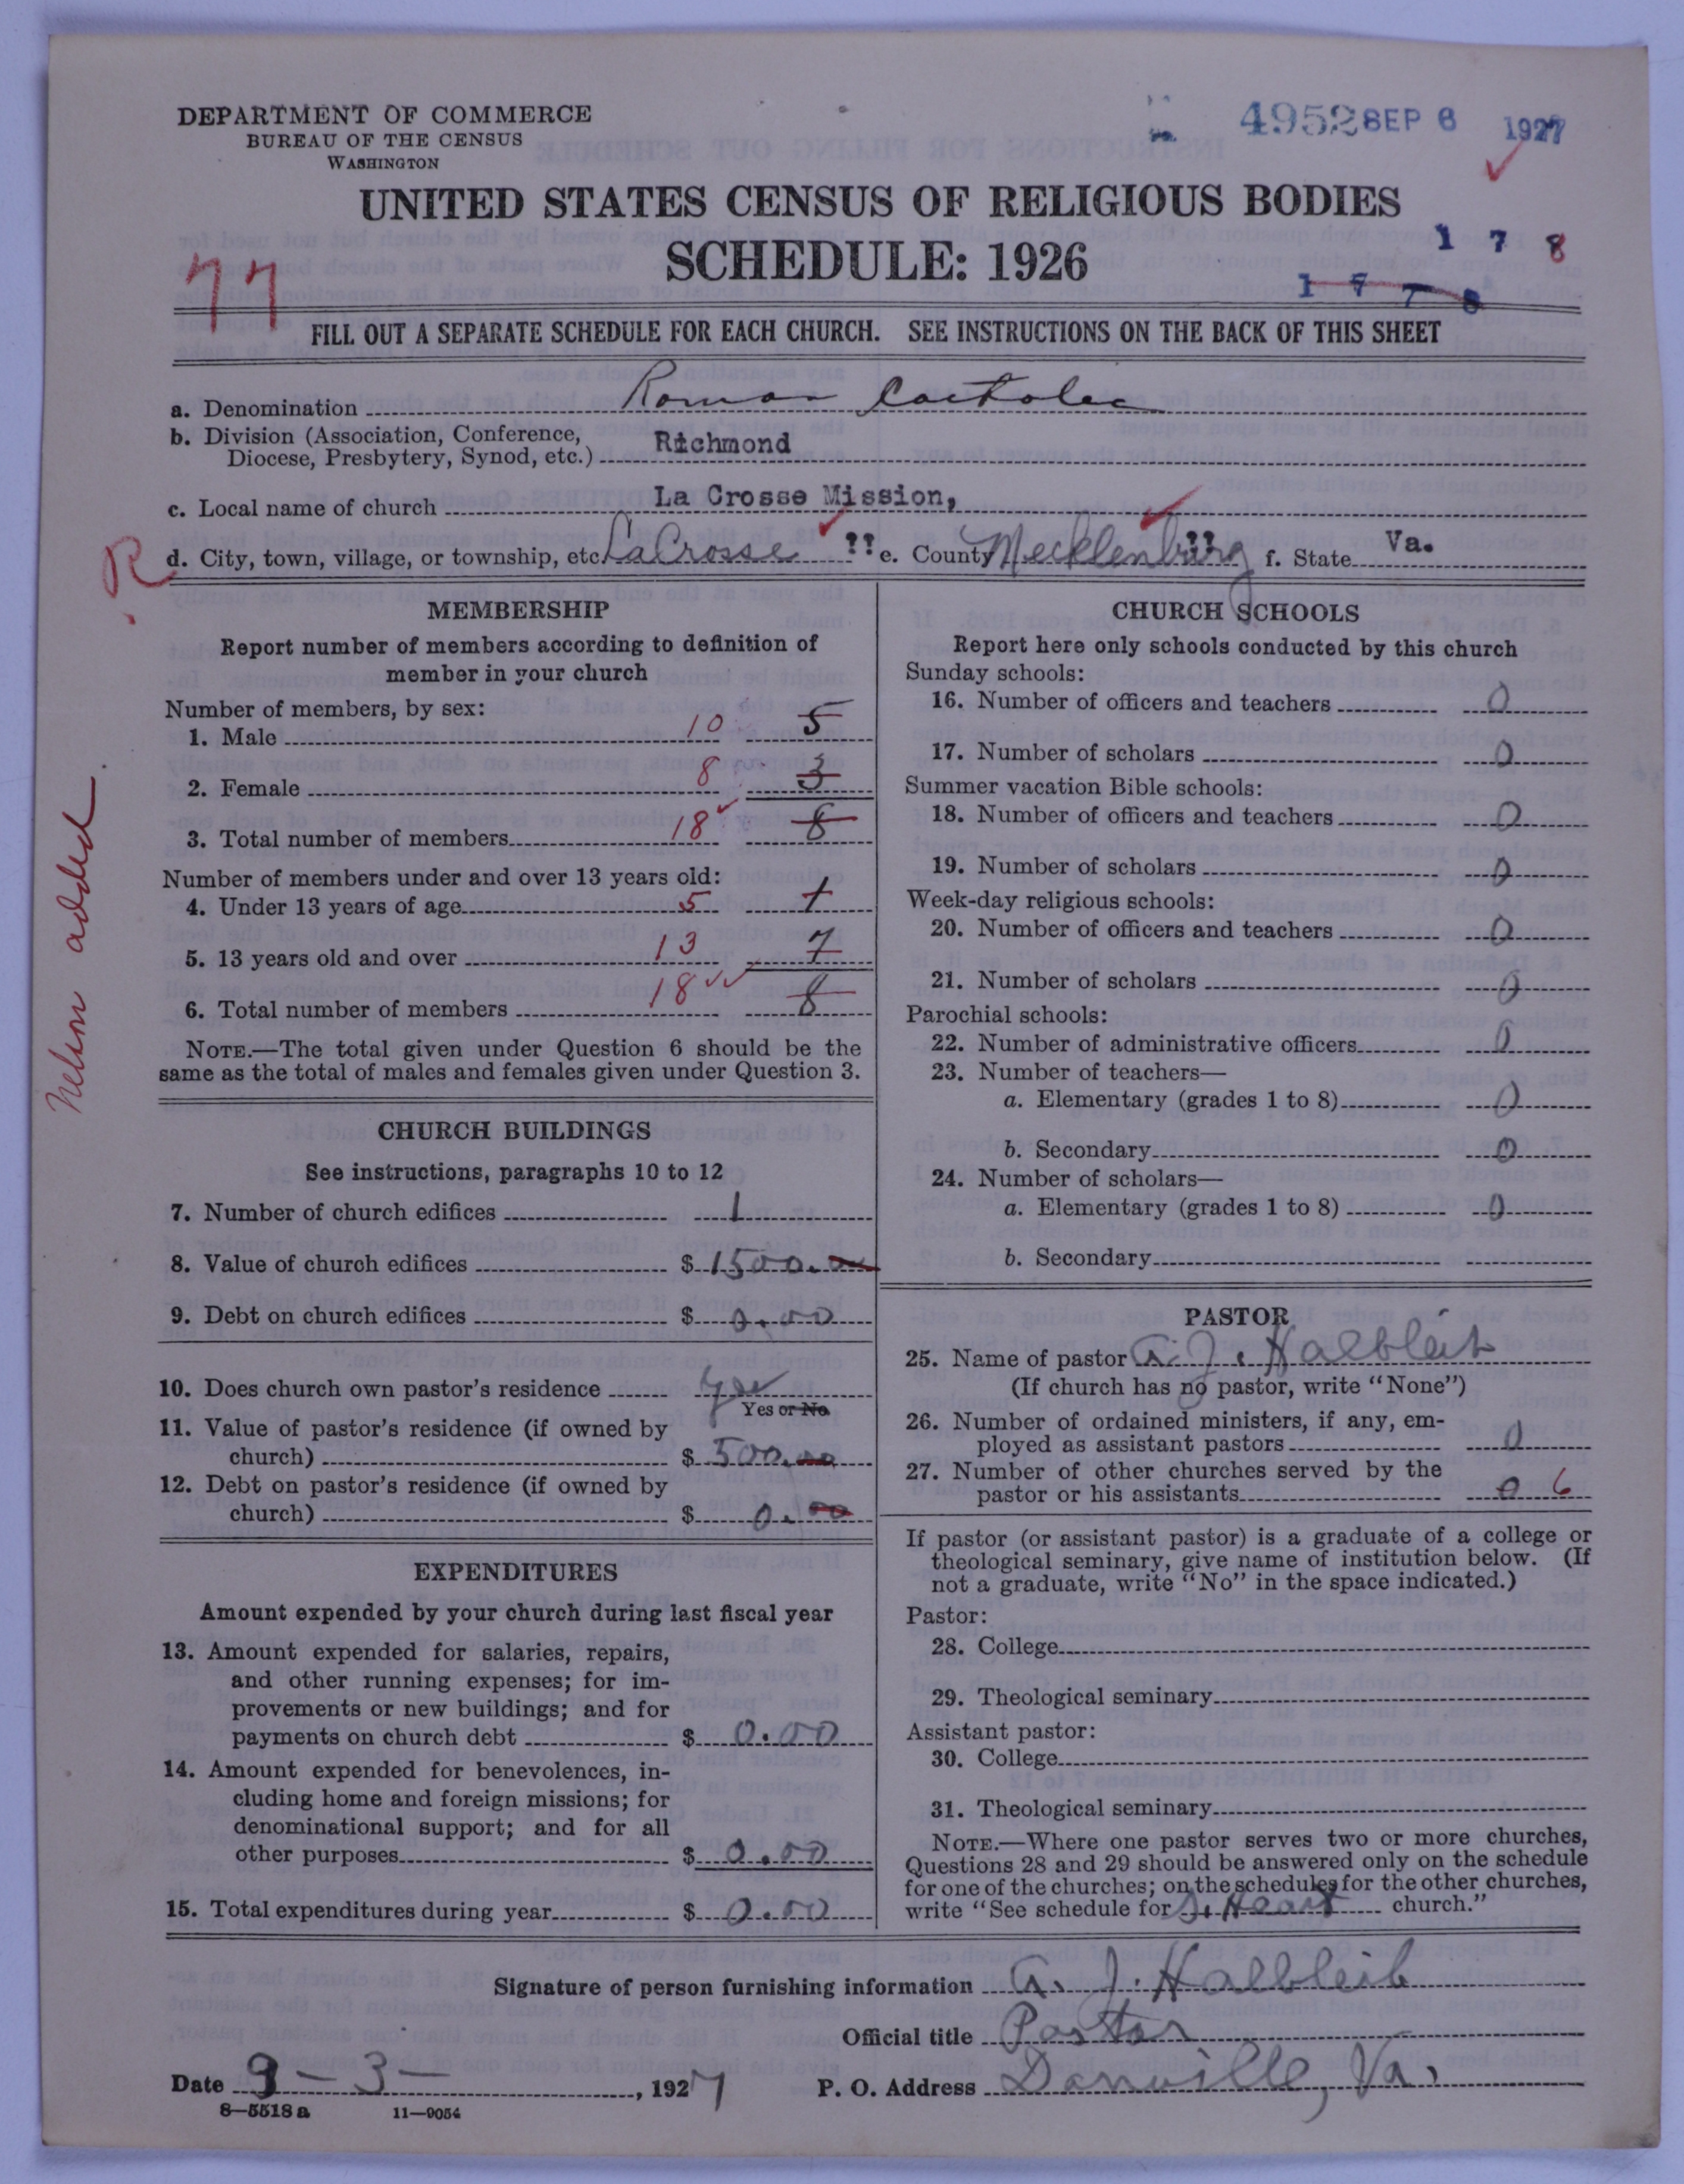 DEPARTMENT OF COMMERCE
BUREAU OF THE CENSUS
WASHINGTON
4952 SEP 6 1927
UNITED STATES CENSUS OF RELIGIOUS BODIES
SCHEDULE: 1926
1 7 8
1 7 7 8
77
FILL OUT A SEPARATE SCHEDULE FOR EACH CHURCH. SEE INSTRUCTIONS ON THE BACK OF THIS SHEET
a. Denomination Roman Catholic
b. Division (Association, Conference, Diocese, Presbytery, Synod, etc.) Richmond
c. Local name of church La Crosse Mission,
R
d. City, town, village, or township, etc. LaCrosse ?? e. County Mecklenburg ?? f. State Va.
Nelson added
MEMBERSHIP
Report number of members according to definition of
member in your church
Number of members, by sex:
1. Male 10 5
2. Female 8 3
3. Total number of members 18 8
Number of members under and over 13 years old:
4. Under 13 years of age 5 1
5. 13 years old and over 13 7
6. Total number of members 18 8
NOTE.—The total given under Question 6 should be the
same as the total of males and females given under Question 3.
CHURCH BUILDINGS
See instructions, paragraphs 10 to 12
7. Number of church edifices 1
8. Value of church edifices $ 1500.00
9. Debt on church edifices $ 0.00
10. Does church own pastor's residence yes
Yes or No
11. Value of pastor's residence (if owned by
church) $ 500.00
12. Debt on pastor's residence (if owned by
church) $ 0.00
EXPENDITURES
Amount expended by your church during last fiscal year
13. Amount expended for salaries, repairs,
and other running expenses; for im-
provements or new buildings; and for
payments on church debt $ 0.00
14. Amount expended for benevolences, in-
cluding home and foreign missions; for
denominational support; and for all
other purposes $ 0.00
15. Total expenditures during year $ 0.00
CHURCH SCHOOLS
Report here only schools conducted by this church
Sunday schools:
16. Number of officers and teachers 0
17. Number of scholars 0
Summer vacation Bible schools:
18. Number of officers and teachers 0
19. Number of scholars 0
Week-day religious schools:
20. Number of officers and teachers 0
21. Number of scholars 0
Parochial schools:
22. Number of administrative officers 0
23. Number of teachers—
a. Elementary (grades 1 to 8) 0
b. Secondary 0
24. Number of scholars—
a. Elementary (grades 1 to 8) 0
b. Secondary
PASTOR
25. Name of pastor A. J. Halbleib
(If church has no pastor, write "None")
26. Number of ordained ministers, if any, em-
ployed as assistant pastors 0
27. Number of other churches served by the
pastor or his assistants 0 6
If pastor (or assistant pastor) is a graduate of a college or
theological seminary, give name of institution below. (If
not a graduate, write "No" in the space indicated.)
Pastor:
28. College
29. Theological seminary
Assistant pastor:
30. College
31. Theological seminary
NOTE.—Where one pastor serves two or more churches,
Questions 28 and 29 should be answered only on the schedule
for one of the churches; on the schedules for the other churches,
write "See schedule for S. Heart church."
Signature of person furnishing information A. J. Halbleib
Official title Pastor
Date 9-3-, 1927 P. O. Address Danville, Va.
8—5518 a 11—9054